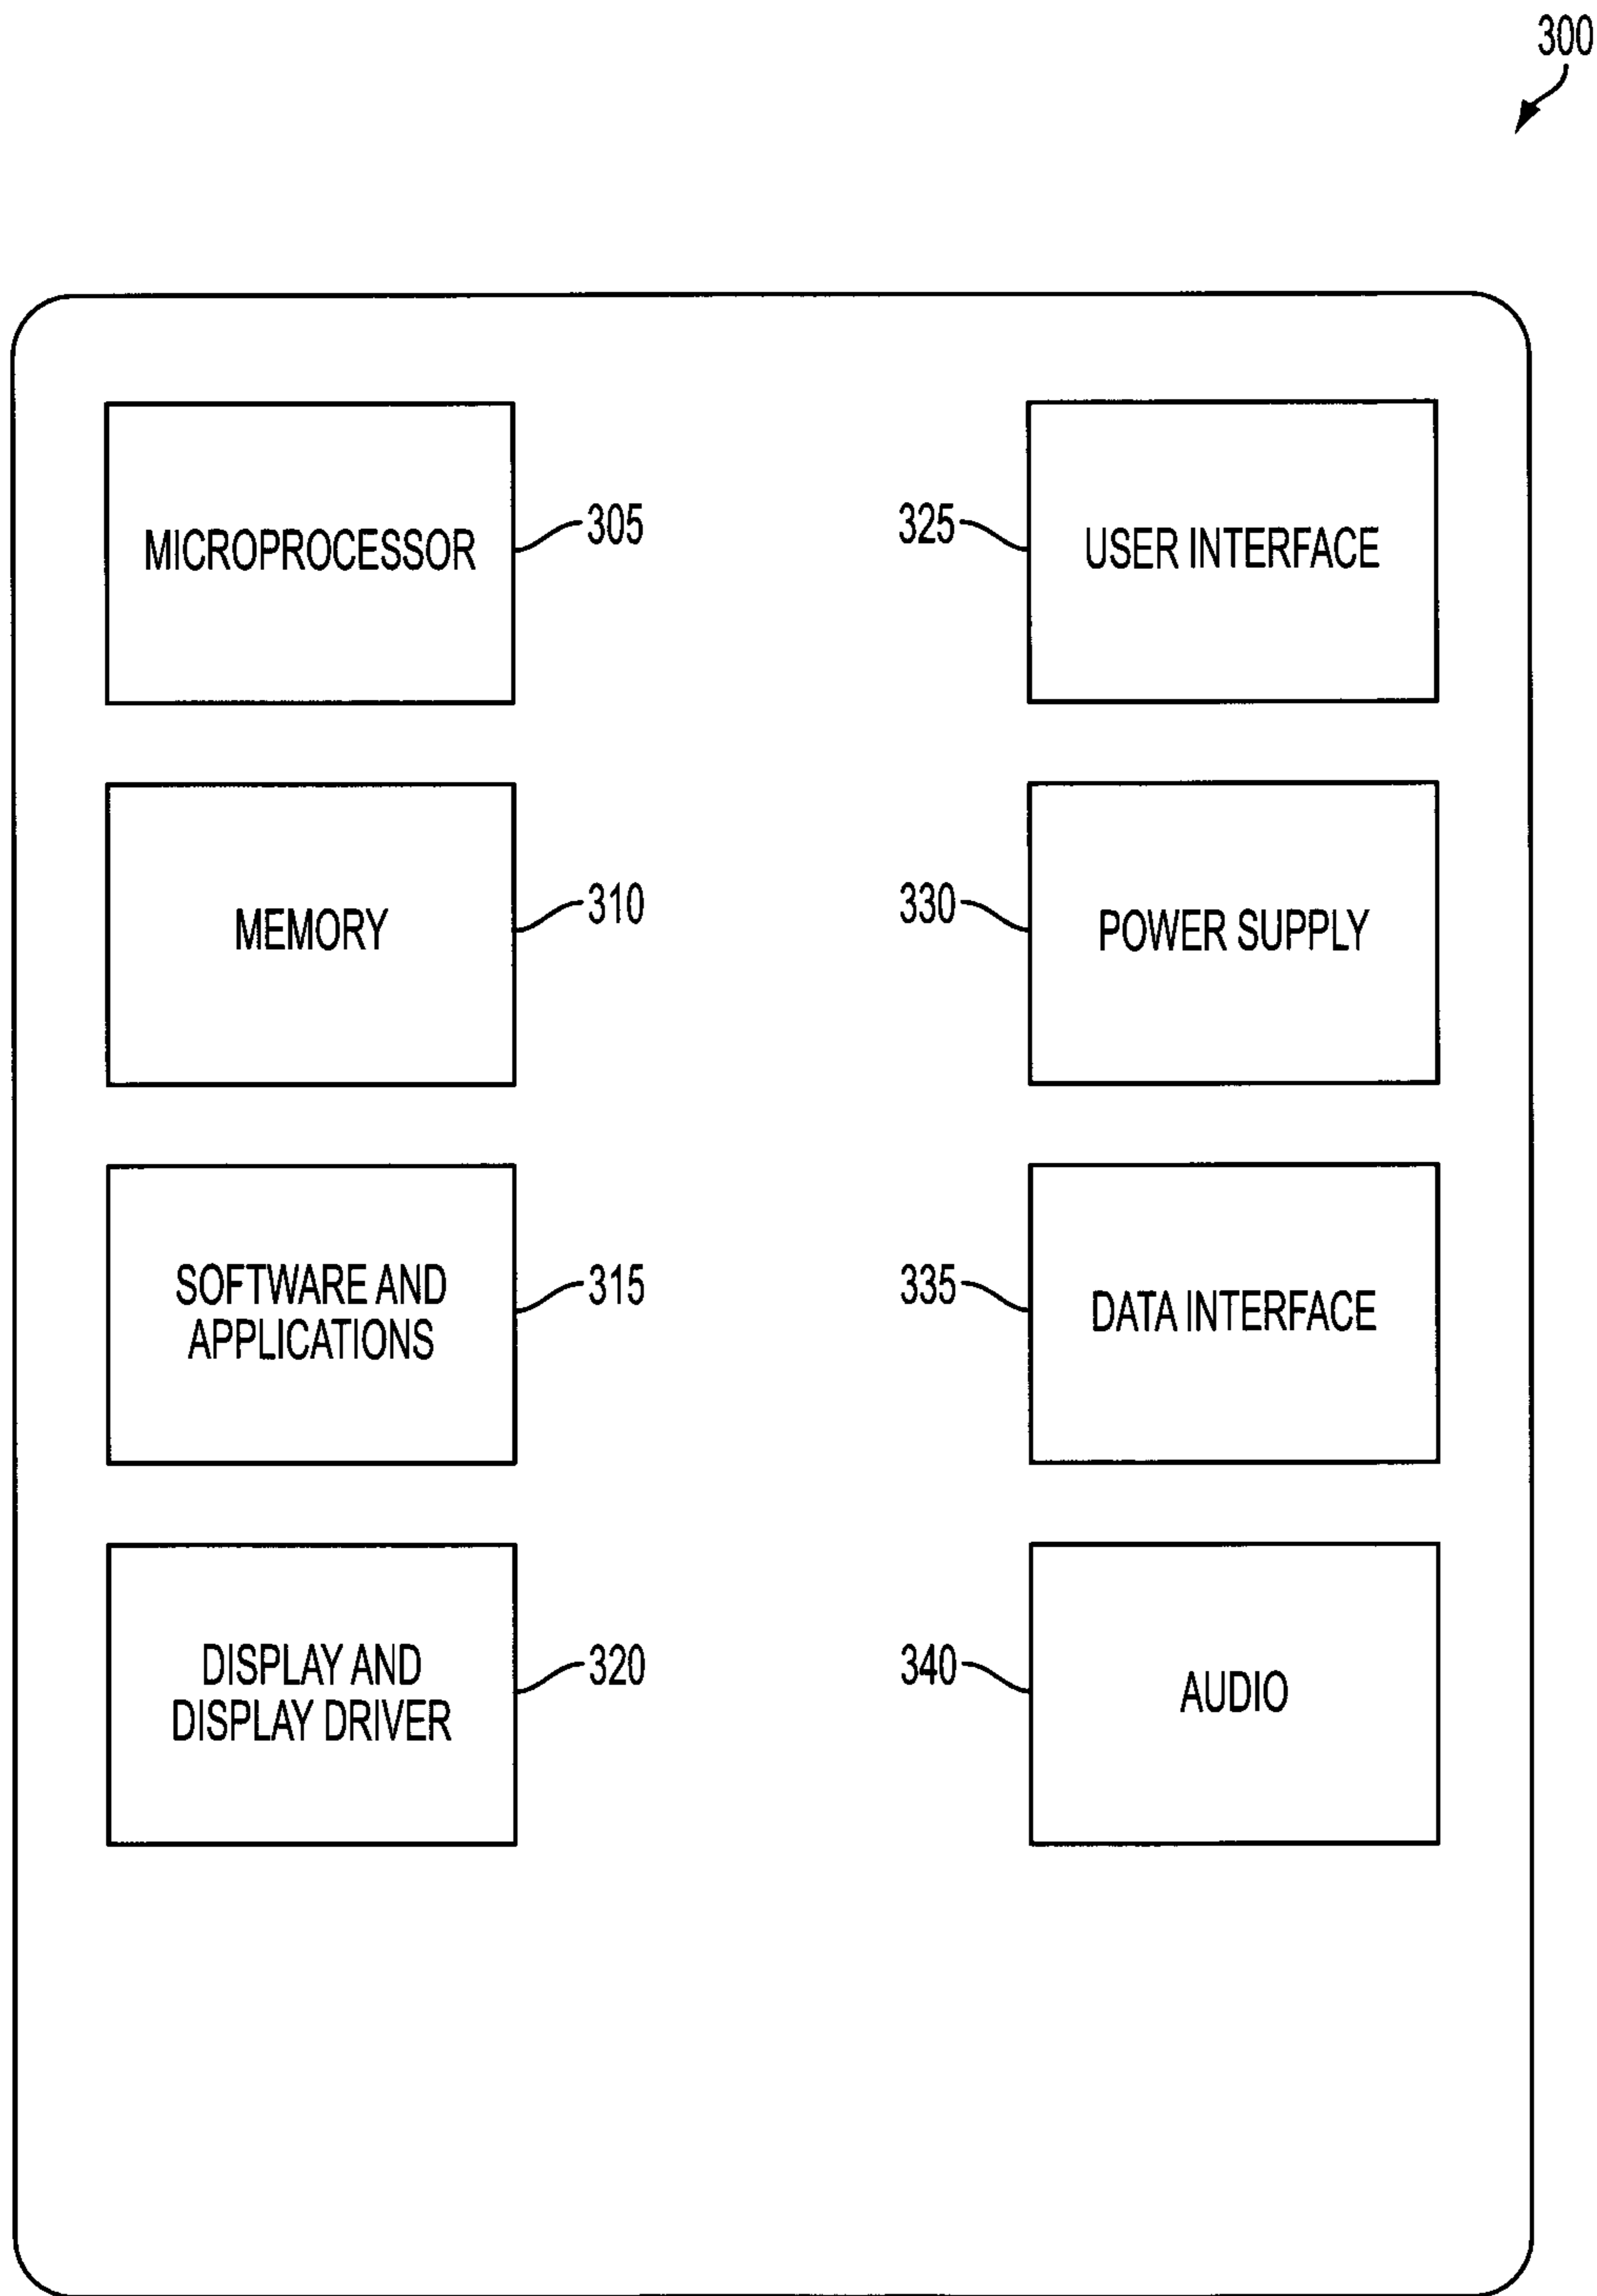 300
MICROPROCESSOR
305
325
USER INTERFACE
MEMORY
310
330
POWER SUPPLY
SOFTWARE AND
APPLICATIONS
315
335
DATA INTERFACE
DISPLAY AND
DISPLAY DRIVER
320
340
AUDIO